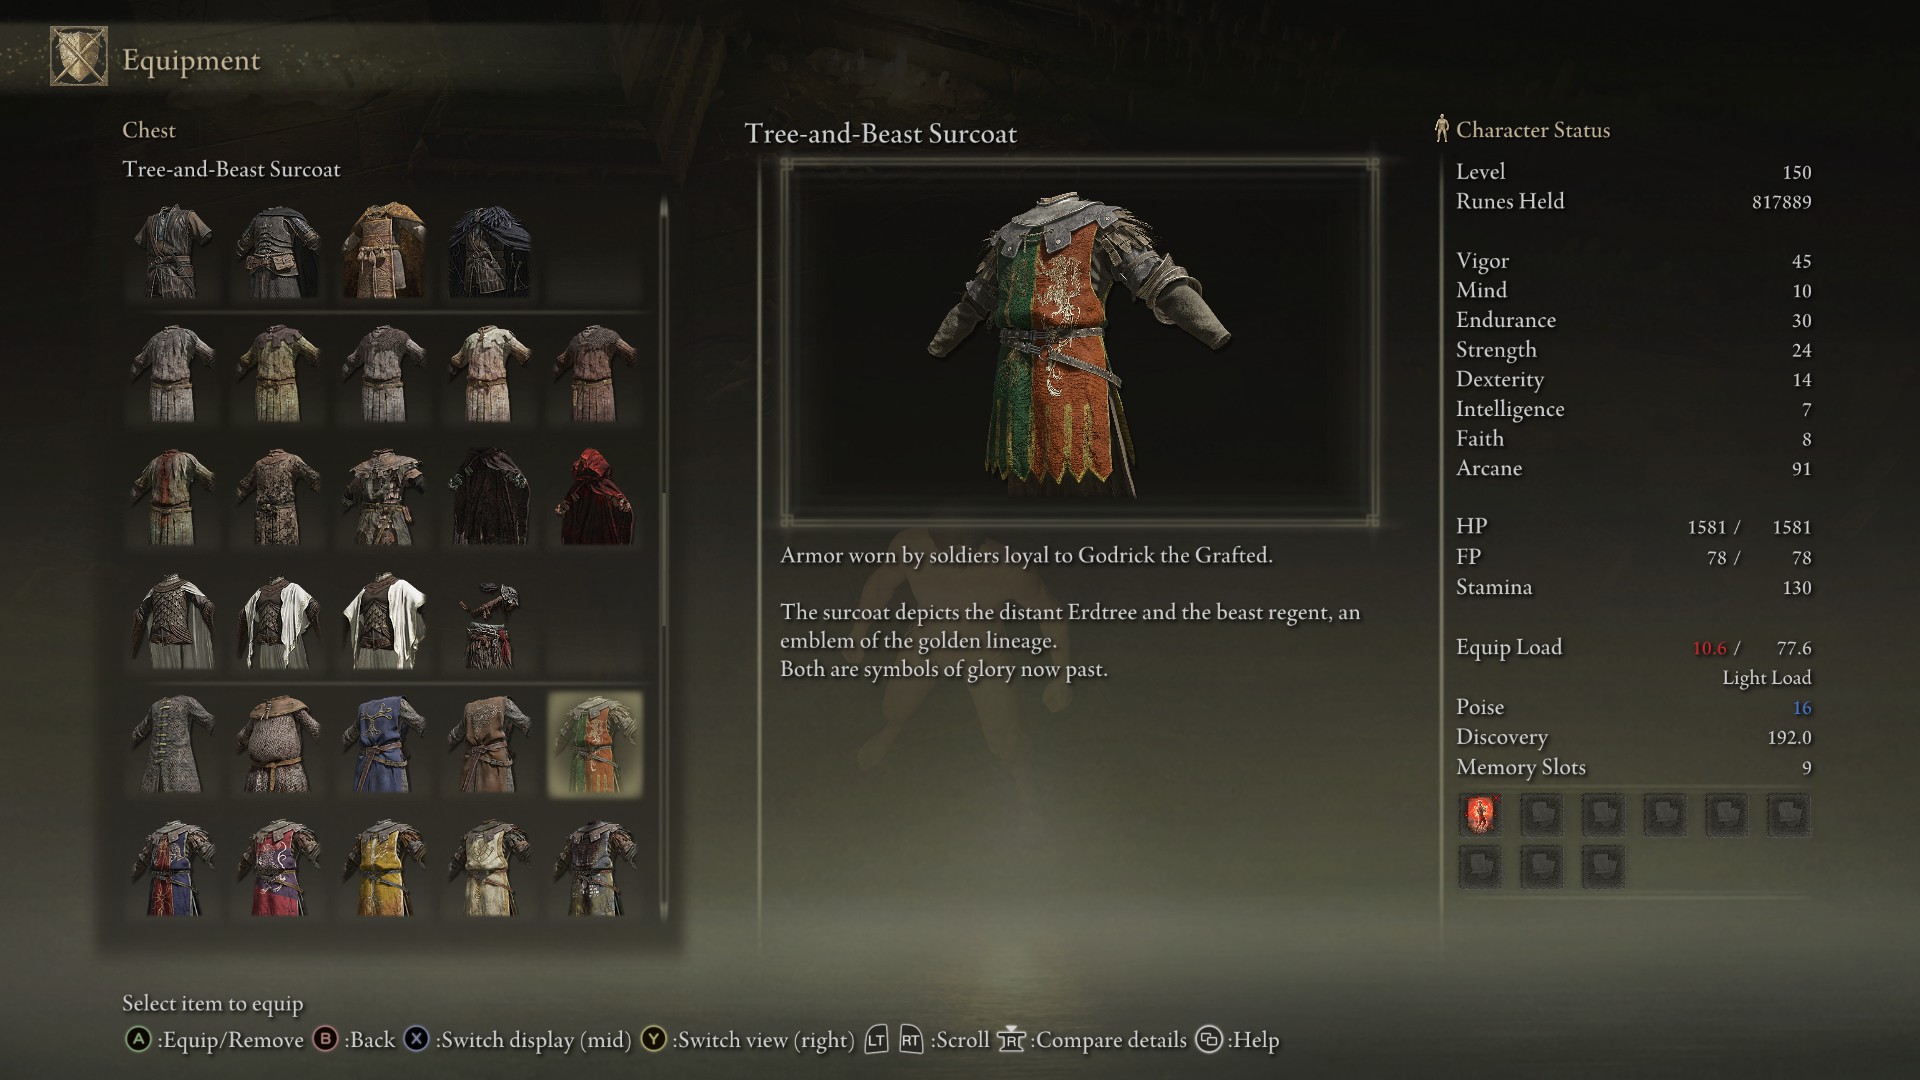 Equipment
Chest
Tree-and-Beast Surcoat
Tree-and-Beast Surcoat
Armor worn by soldiers loyal to Godrick the Grafted.
The surcoat depicts the distant Erdtree and the beast regent, an
emblem of the golden lineage.
Both are symbols of glory now past.
Character Status
Level 150
Runes Held 817889
Vigor 45
Mind 10
Endurance 30
Strength 24
Dexterity 14
Intelligence 7
Faith 8
Arcane 91
HP 1581 / 1581
FP 78 / 78
Stamina 130
Equip Load 10.6 / 77.6
Light Load
Poise 16
Discovery 192.0
Memory Slots 9
Select item to equip
A :Equip/Remove B :Back X :Switch display (mid) Y :Switch view (right) LT RT :Scroll R :Compare details :Help